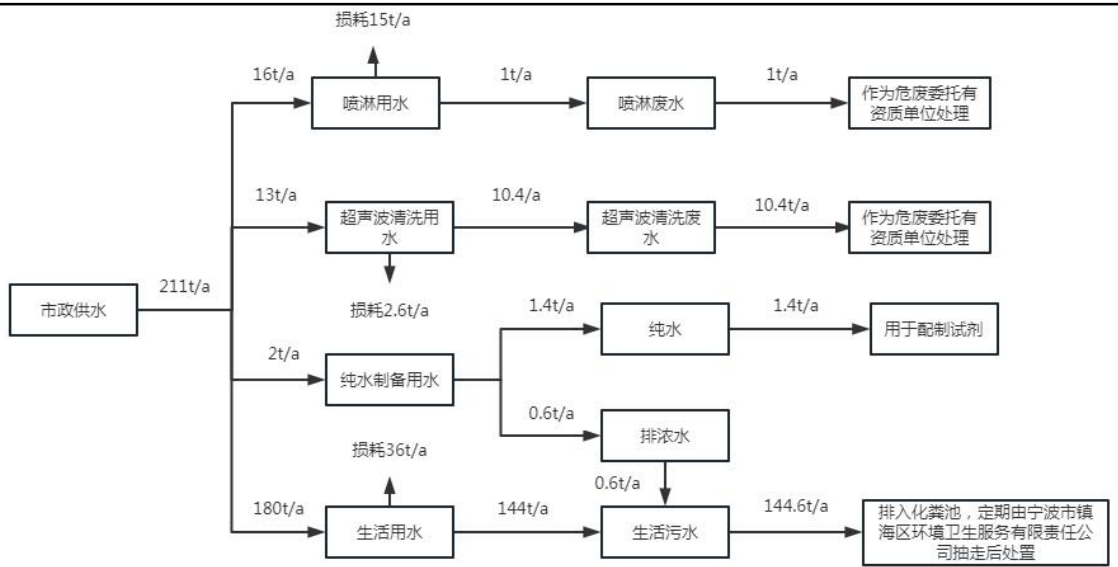 损耗15t/a
16t/a
1t/a
1t/a
喷淋用水
喷淋废水
作为危废委托有
资质单位处理
13t/a
10.4/a
10.4t/a
超声波清洗用
水
超声波清洗废
水
作为危废委托有
资质单位处理
211t/a
市政供水
损耗2.6t/a
1.4t/a
1.4t/a
纯水
用于配制试剂
2t/a
纯水制备用水
0.6t/a
排浓水
损耗36t/a
0.6t/a
180t/a
144t/a
144.6t/a
生活用水
生活污水
排入化粪池，定期由宁波市镇
海区环境卫生服务有限责任公
司抽走后处置